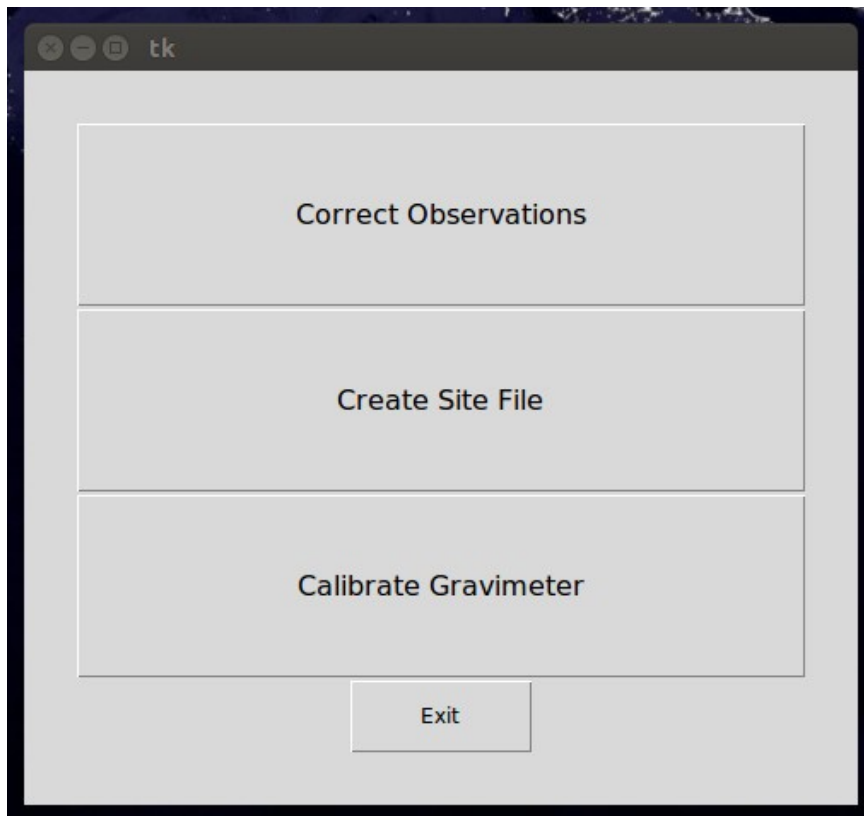 tk
Correct Observations
Create Site File
Calibrate Gravimeter
Exit